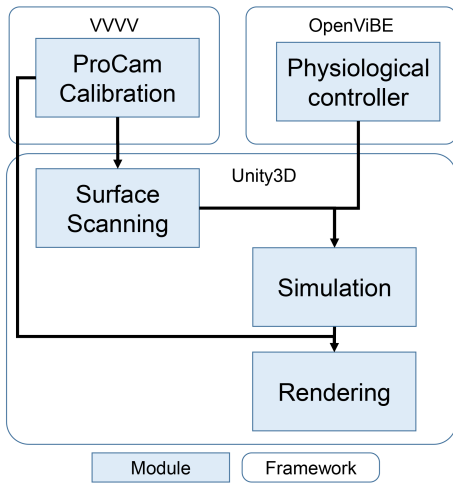 VVVV
OpenViBE
ProCam
Calibration
Physiological
controller
Unity3D
Surface
Scanning
Simulation
Rendering
Module
Framework